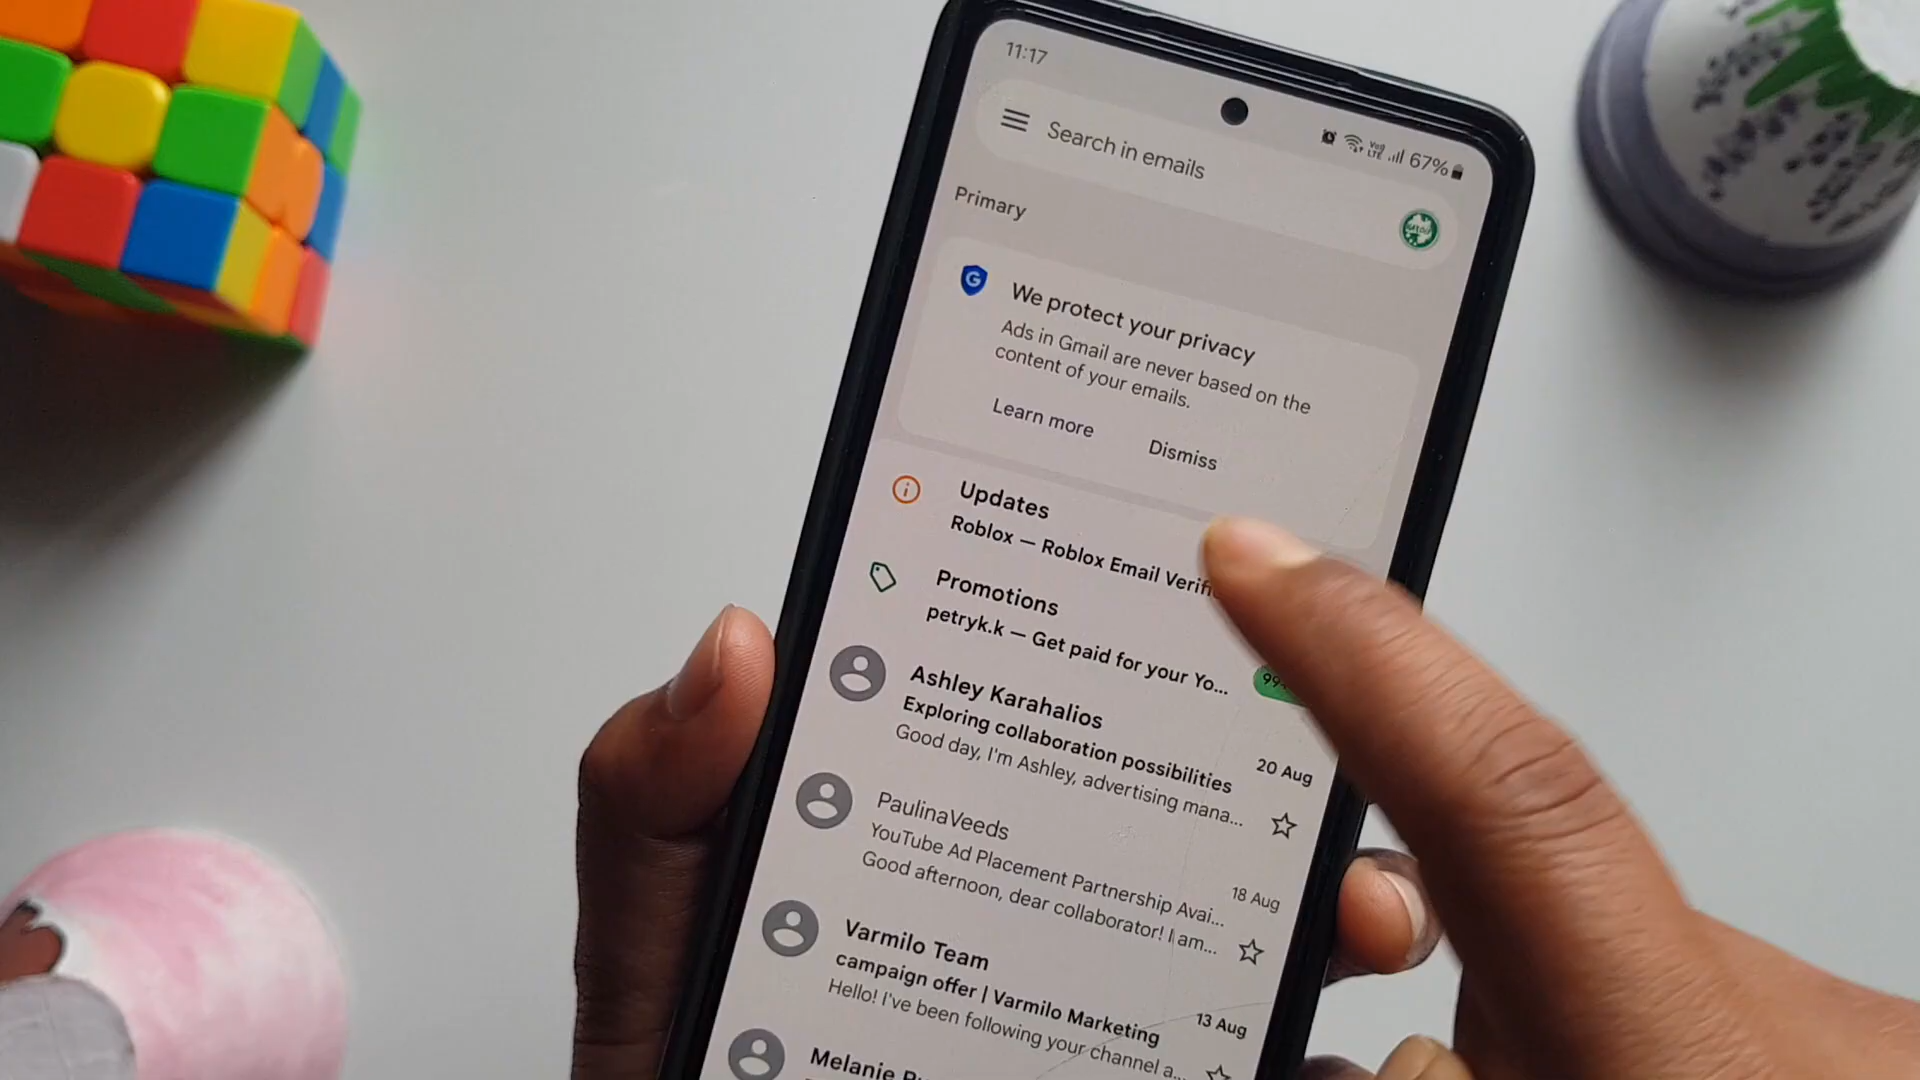 11:17
67%
Search in emails
Primary
We protect your privacy
Ads in Gmail are never based on the
content of your emails.
Learn more
Dismiss
Updates
Roblox — Roblox Email
Promotions
petryk.k — Get paid for your Yo...
Ashley Karahalios
20 Aug
Exploring collaboration possibilities
Good day, I'm Ashley, advertising mana...
PaulinaVeeds
18 Aug
YouTube Ad Placement Partnership Avai...
Good afternoon, dear collaborator! I am...
Varmilo Team
13 Aug
campaign offer | Varmilo Marketing
Hello! I've been following your channel a...
Melanie